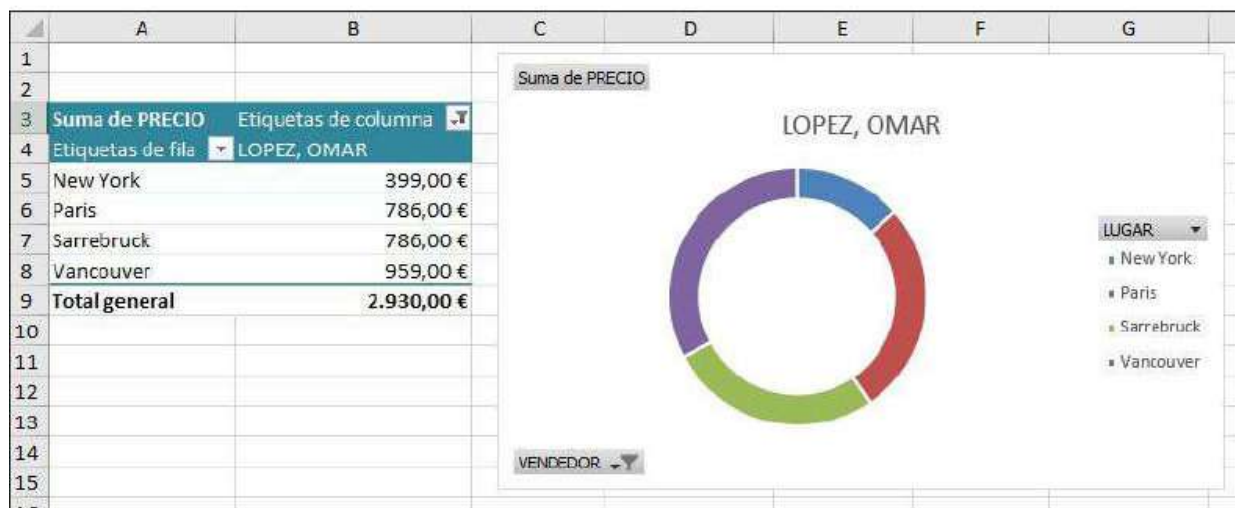 A B C D E F G
1
2
3 Suma de PRECIO Etiquetas de columna
4 Etiquetas de fila LOPEZ, OMAR
5 New York 399,00 €
6 Paris 786,00 €
7 Sarrebruck 786,00 €
8 Vancouver 959,00 €
9 Total general 2.930,00 €
10
11
12
13
14
15
Suma de PRECIO
LOPEZ, OMAR
LUGAR
New York
Paris
Sarrebruck
Vancouver
VENDEDOR